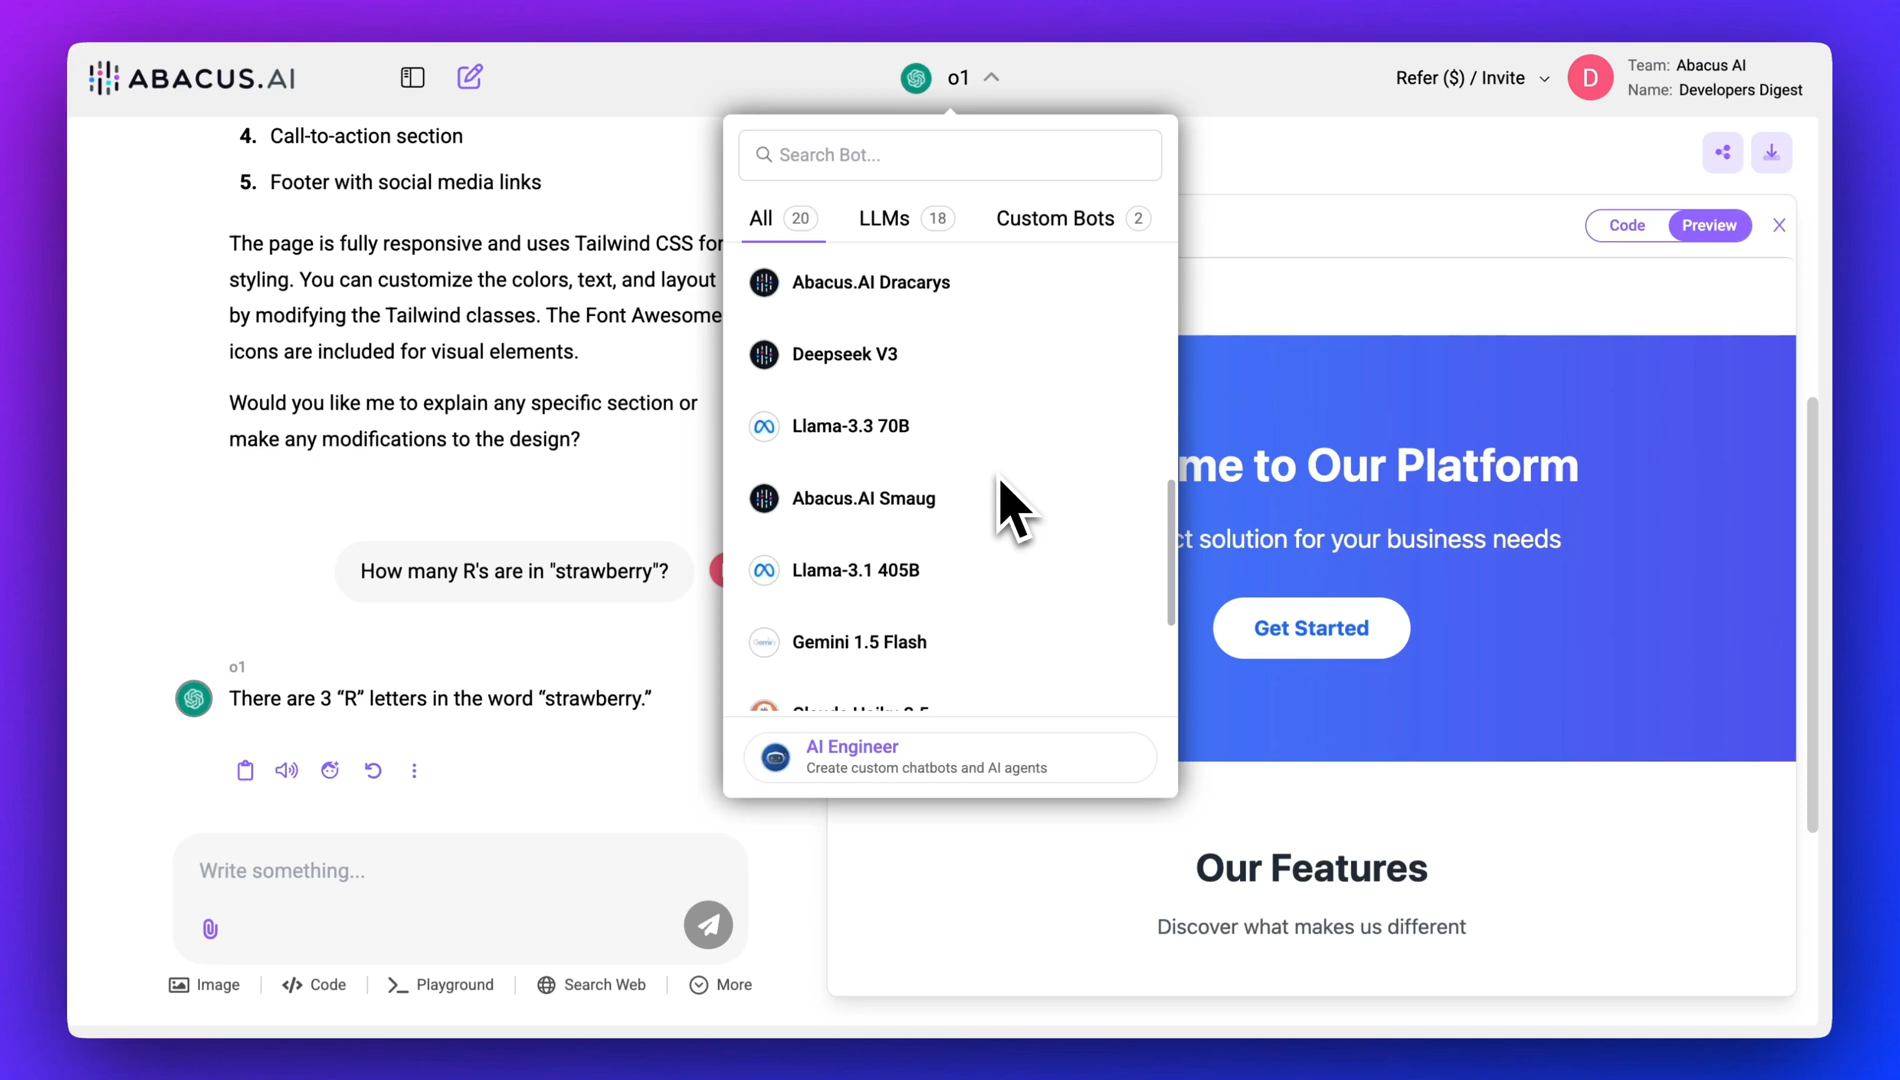 ABACUS.AI
o1
Refer ($) / Invite
D
Team: Abacus AI
Name: Developers Digest
4. Call-to-action section
5. Footer with social media links
The page is fully responsive and uses Tailwind CSS for
styling. You can customize the colors, text, and layout
by modifying the Tailwind classes. The Font Awesome
icons are included for visual elements.
Would you like me to explain any specific section or
make any modifications to the design?
How many R's are in "strawberry"?
o1
There are 3 “R” letters in the word “strawberry.”
Write something...
Image
Code
Playground
Search Web
More
Search Bot...
All 20
LLMs 18
Custom Bots 2
Abacus.AI Dracarys
Deepseek V3
Llama-3.3 70B
Abacus.AI Smaug
Llama-3.1 405B
Gemini 1.5 Flash
AI Engineer
Create custom chatbots and AI agents
Code
Preview
me to Our Platform
ct solution for your business needs
Get Started
Our Features
Discover what makes us different